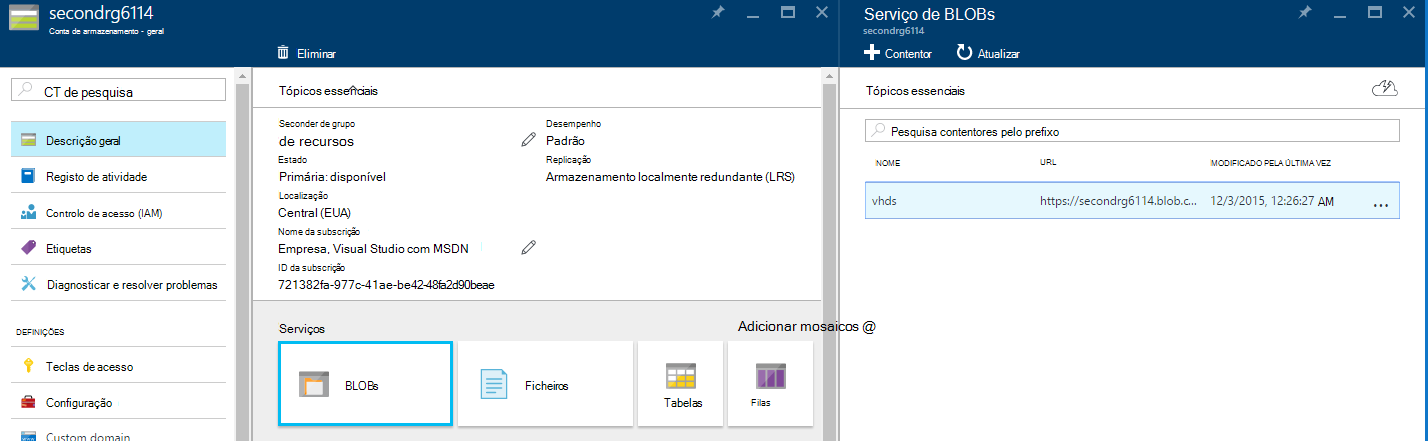 secondrg6114
Conta de armazenamento - geral
Eliminar
CT de pesquisa
Descrição geral
Registo de atividade
Controlo de acesso (IAM)
Etiquetas
Diagnosticar e resolver problemas
DEFINIÇÕES
Teclas de acesso
Configuração
Custom domain
Tópicos essenciais
Seconder de grupo
de recursos
Estado
Primária: disponível
Localização
Central (EUA)
Nome da subscrição
Empresa, Visual Studio com MSDN
ID da subscrição
721382fa-977c-41ae-be42-48fa2d90beae
Desempenho
Padrão
Replicação
Armazenamento localmente redundante (LRS)
Serviços
Adicionar mosaicos @
BLOBs
Ficheiros
Tabelas
Filas
Serviço de BLOBs
secondrg6114
Contentor
Atualizar
Tópicos essenciais
Pesquisa contentores pelo prefixo
NOME URL MODIFICADO PELA ÚLTIMA VEZ
vhds https://secondrg6114.blob.c... 12/3/2015, 12:26:27 AM ...